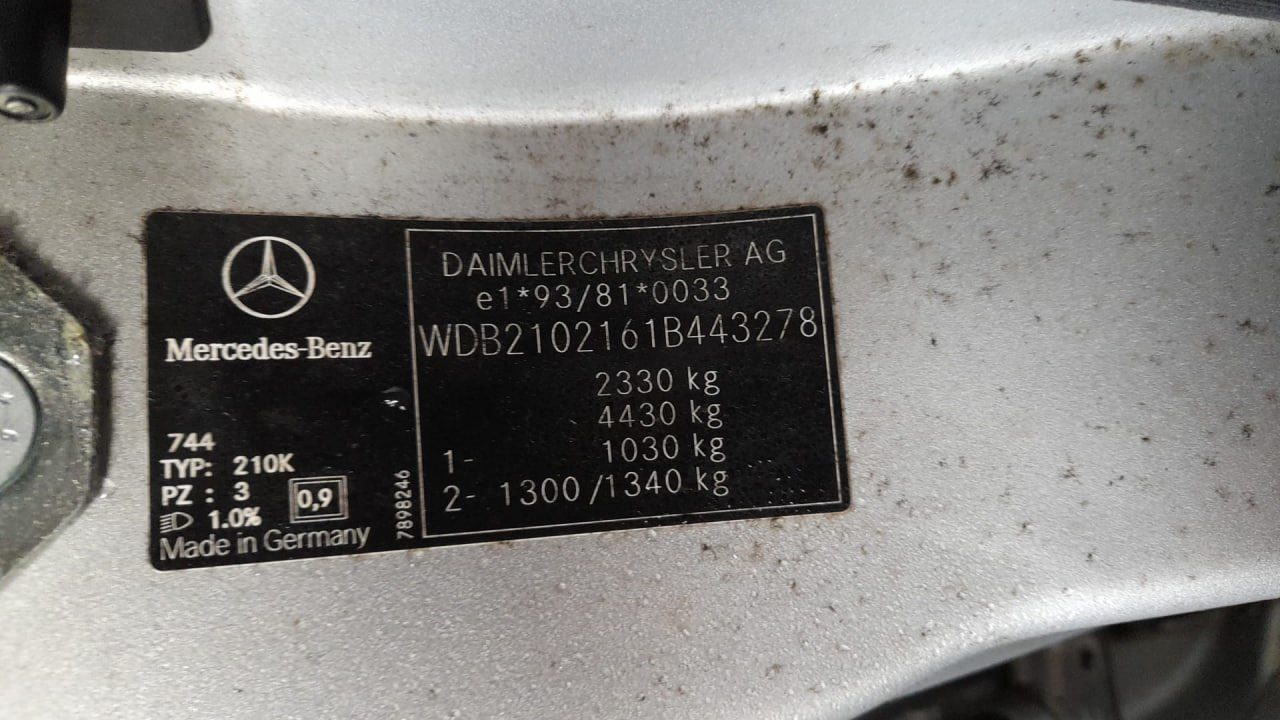 Mercedes-Benz
744
TYP: 210K
PZ : 3
0,9
1.0%
Made in Germany
7898246
DAIMLERCHRYSLER AG
e1*93/81*0033
WDB2102161B443278
2330 kg
4430 kg
1- 1030 kg
2- 1300/1340 kg